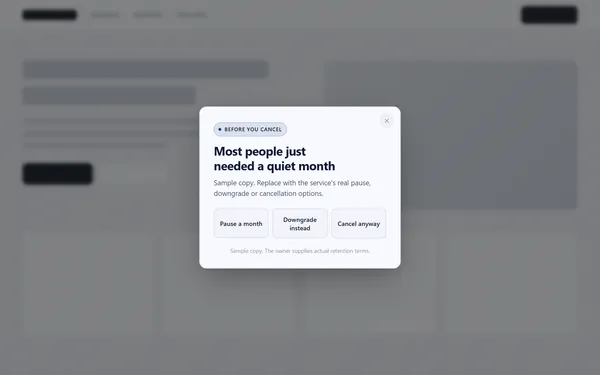 BEFORE YOU CANCEL
Most people just
needed a quiet month
Sample copy. Replace with the service's real pause,
downgrade or cancellation options.
Pause a month
Downgrade
instead
Cancel anyway
Sample copy. The owner supplies actual retention terms.